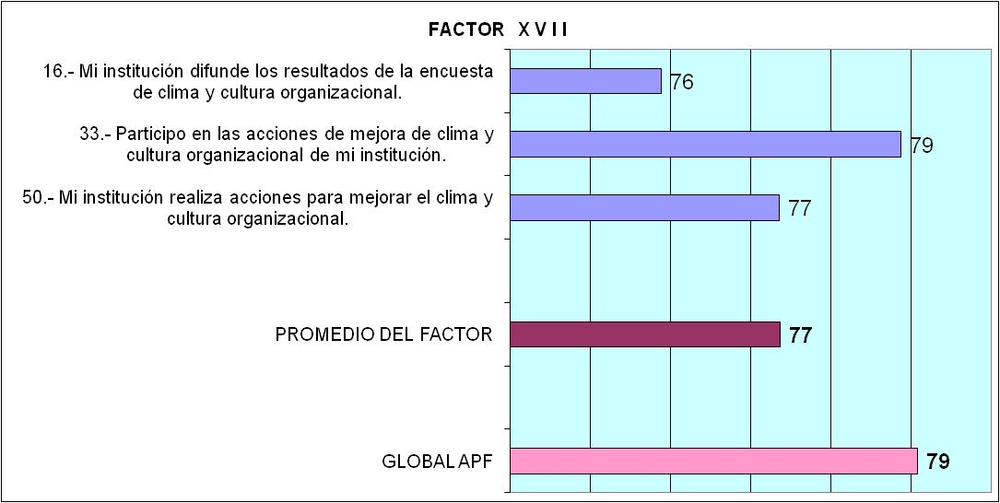 FACTOR X V I I
16.- Mi institución difunde los resultados de la encuesta
de clima y cultura organizacional.
76
33.- Participo en las acciones de mejora de clima y
cultura organizacional de mi institución.
79
50.- Mi institución realiza acciones para mejorar el clima y
cultura organizacional.
77
PROMEDIO DEL FACTOR
77
GLOBAL APF
79